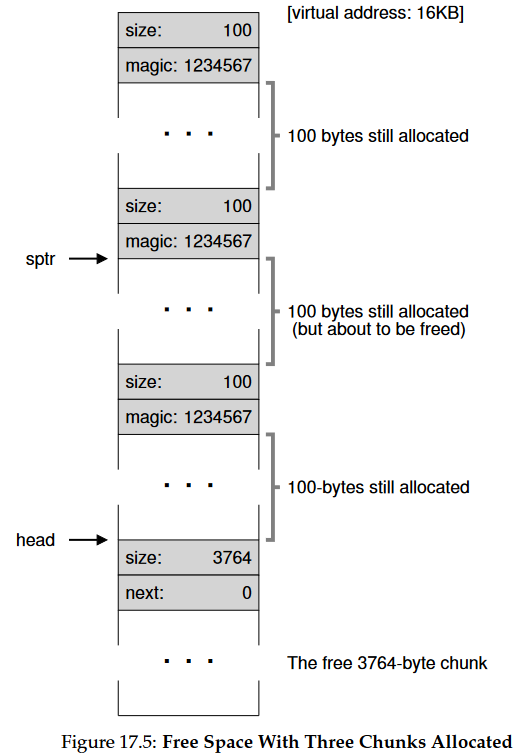 [virtual address: 16KB]
size: 100
magic: 1234567
. . .
100 bytes still allocated
size: 100
magic: 1234567
sptr
. . .
100 bytes still allocated
(but about to be freed)
size: 100
magic: 1234567
. . .
100-bytes still allocated
head
size: 3764
next: 0
. . .
The free 3764-byte chunk
Figure 17.5: Free Space With Three Chunks Allocated